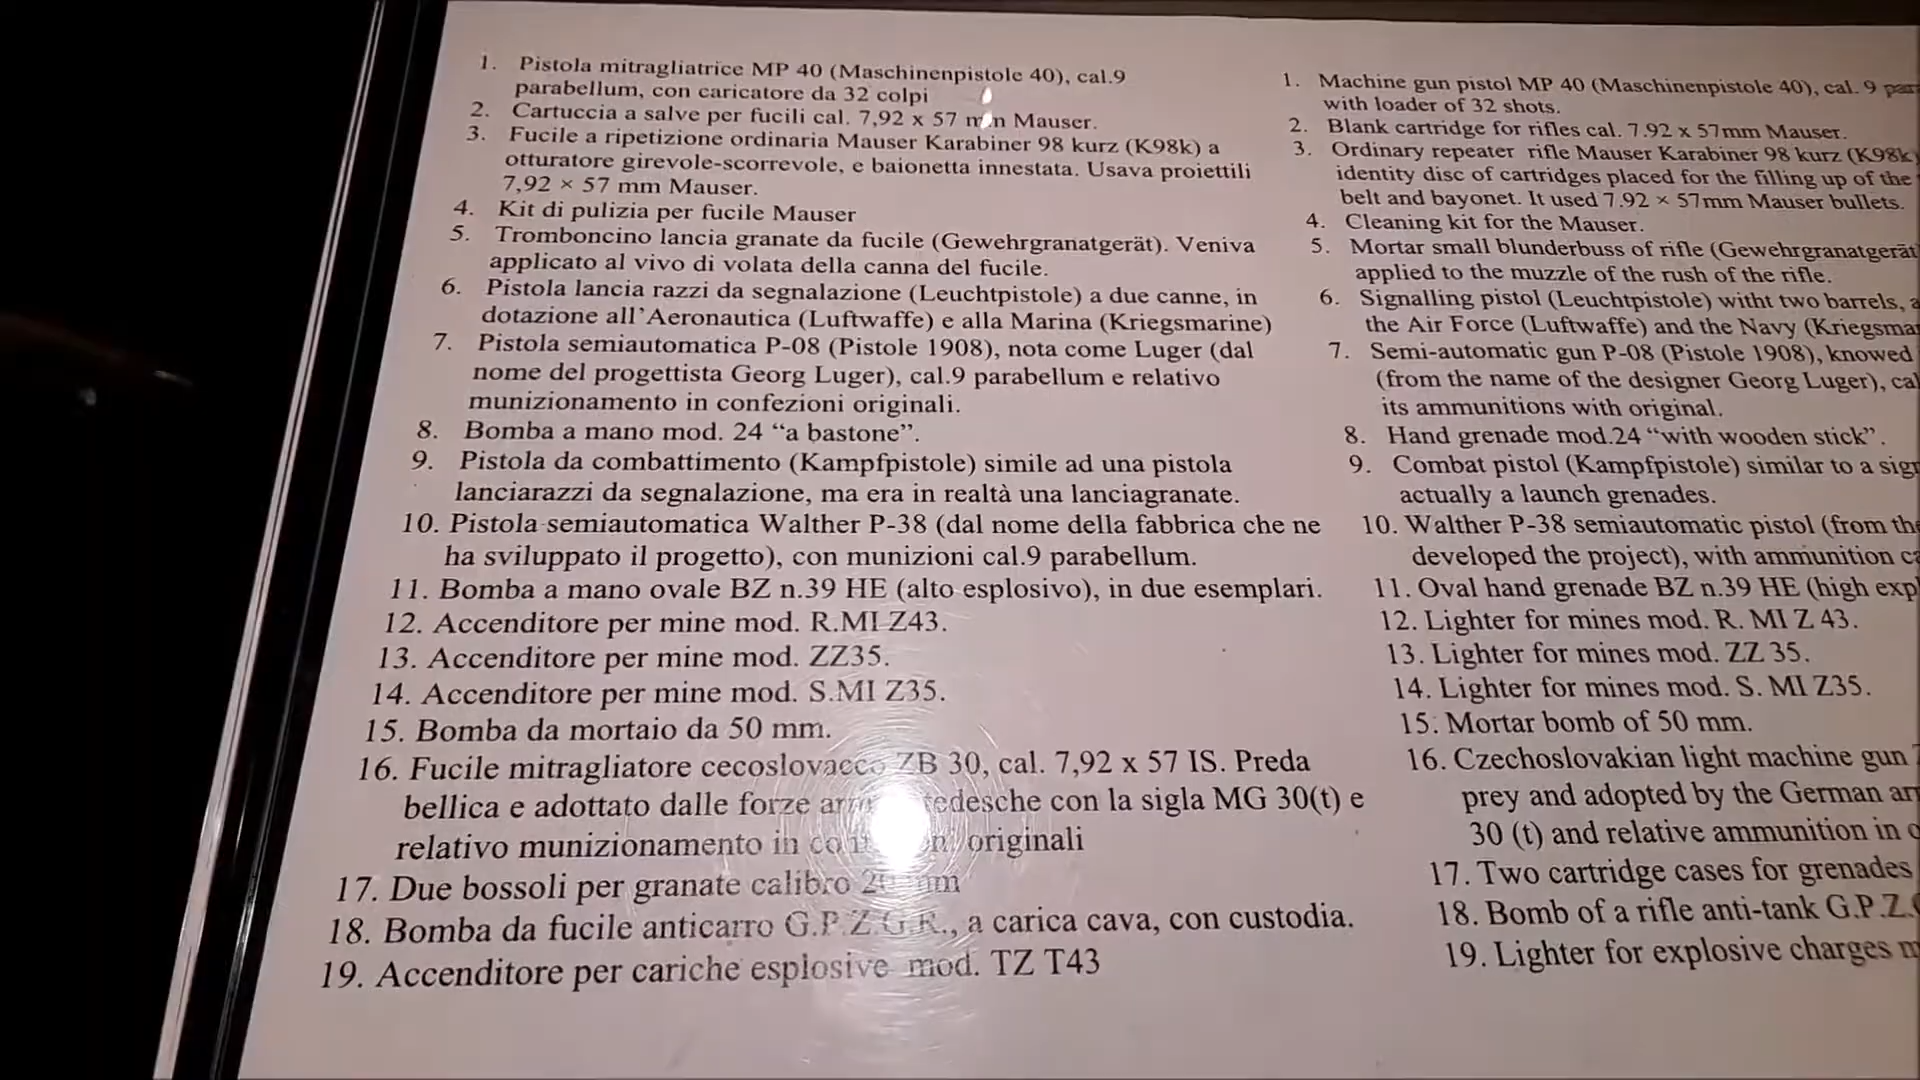 1. Pistola mitragliatrice MP 40 (Maschinenpistole 40), cal.9
parabellum, con caricatore da 32 colpi
2. Cartuccia a salve per fucili cal. 7,92 x 57 mm Mauser.
3. Fucile a ripetizione ordinaria Mauser Karabiner 98 kurz (K98k) a
otturatore girevole-scorrevole, e baionetta innestata. Usava proiettili
7,92 × 57 mm Mauser.
4. Kit di pulizia per fucile Mauser
5. Tromboncino lancia granate da fucile (Gewehrgranatgerät). Veniva
applicato al vivo di volata della canna del fucile.
6. Pistola lancia razzi da segnalazione (Leuchtpistole) a due canne, in
dotazione all'Aeronautica (Luftwaffe) e alla Marina (Kriegsmarine)
7. Pistola semiautomatica P-08 (Pistole 1908), nota come Luger (dal
nome del progettista Georg Luger), cal.9 parabellum e relativo
munizionamento in confezioni originali.
8. Bomba a mano mod. 24 “a bastone”.
9. Pistola da combattimento (Kampfpistole) simile ad una pistola
lanciarazzi da segnalazione, ma era in realtà una lanciagranate.
10. Pistola semiautomatica Walther P-38 (dal nome della fabbrica che ne
ha sviluppato il progetto), con munizioni cal.9 parabellum.
11. Bomba a mano ovale BZ n.39 HE (alto esplosivo), in due esemplari.
12. Accenditore per mine mod. R.MI Z43.
13. Accenditore per mine mod. ZZ35.
14. Accenditore per mine mod. S.MI Z35.
15. Bomba da mortaio da 50 mm.
16. Fucile mitragliatore cecoslovacco ZB 30, cal. 7,92 x 57 IS. Preda
bellica e adottato dalle forze tedesche con la sigla MG 30(t) e
relativo munizionamento in originali
17. Due bossoli per granate calibro mm
18. Bomba da fucile anticarro G.P.Z.G.R., a carica cava, con custodia.
19. Accenditore per cariche esplosive mod. TZ T43
1. Machine gun pistol MP 40 (Maschinenpistole 40), cal. 9
with loader of 32 shots.
2. Blank cartridge for rifles cal. 7.92 x 57mm Mauser.
3. Ordinary repeater rifle Mauser Karabiner 98 kurz (K98k)
identity disc of cartridges placed for the filling up of the
belt and bayonet. It used 7.92 × 57mm Mauser bullets.
4. Cleaning kit for the Mauser.
5. Mortar small blunderbuss of rifle (Gewehrgranatgerät
applied to the muzzle of the rush of the rifle.
6. Signalling pistol (Leuchtpistole) witht two barrels,
the Air Force (Luftwaffe) and the Navy
7. Semi-automatic gun P-08 (Pistole 1908), knowed
(from the name of the designer Georg Luger),
its ammunitions with original.
8. Hand grenade mod.24 “with wooden stick”.
9. Combat pistol (Kampfpistole) similar to a
actually a launch grenades.
10. Walther P-38 semiautomatic pistol (from the
developed the project), with ammunition
11. Oval hand grenade BZ n.39 HE (high
12. Lighter for mines mod. R. MI Z 43.
13. Lighter for mines mod. ZZ 35.
14. Lighter for mines mod. S. MI Z35.
15. Mortar bomb of 50 mm.
16. Czechoslovakian light machine gun
prey and adopted by the German
30 (t) and relative ammunition in
17. Two cartridge cases for grenades
18. Bomb of a rifle anti-tank
19. Lighter for explosive charges